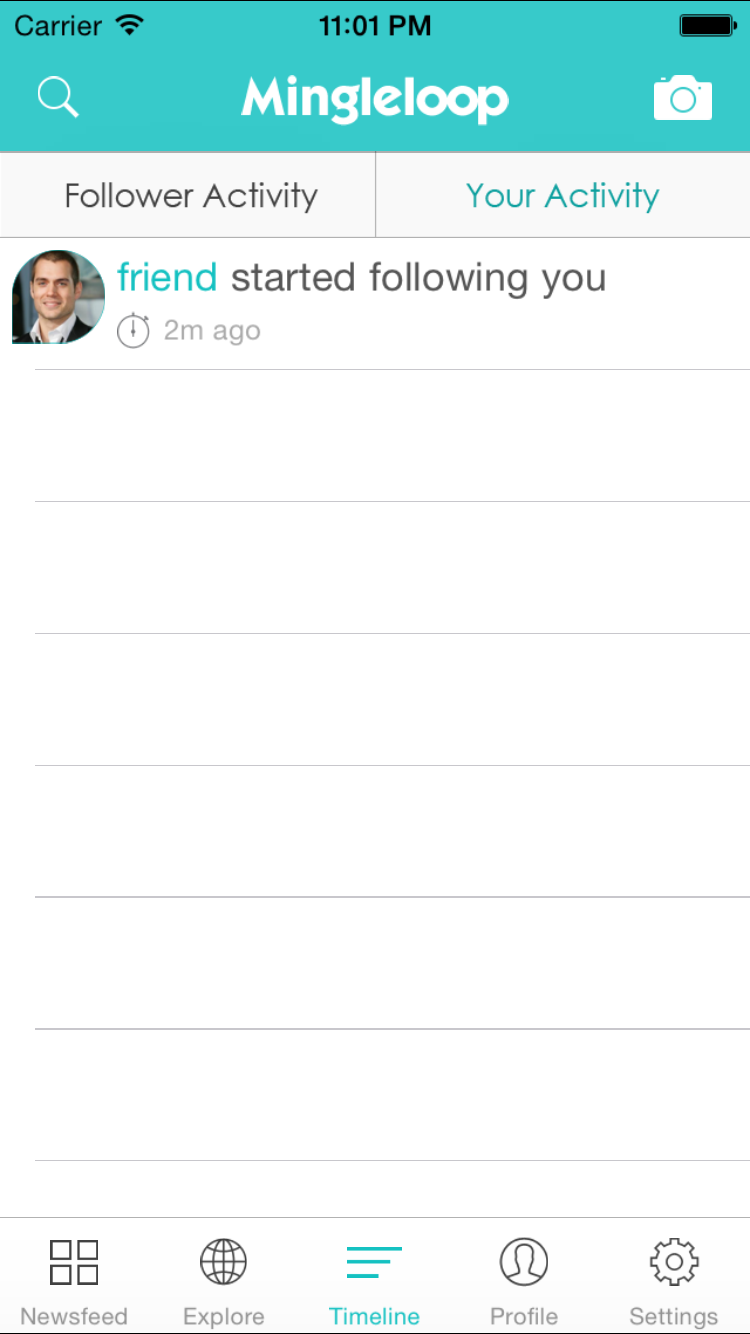 Carrier 11:01 PM
Mingleloop
Follower Activity Your Activity
friend started following you
2m ago
Newsfeed Explore Timeline Profile Settings